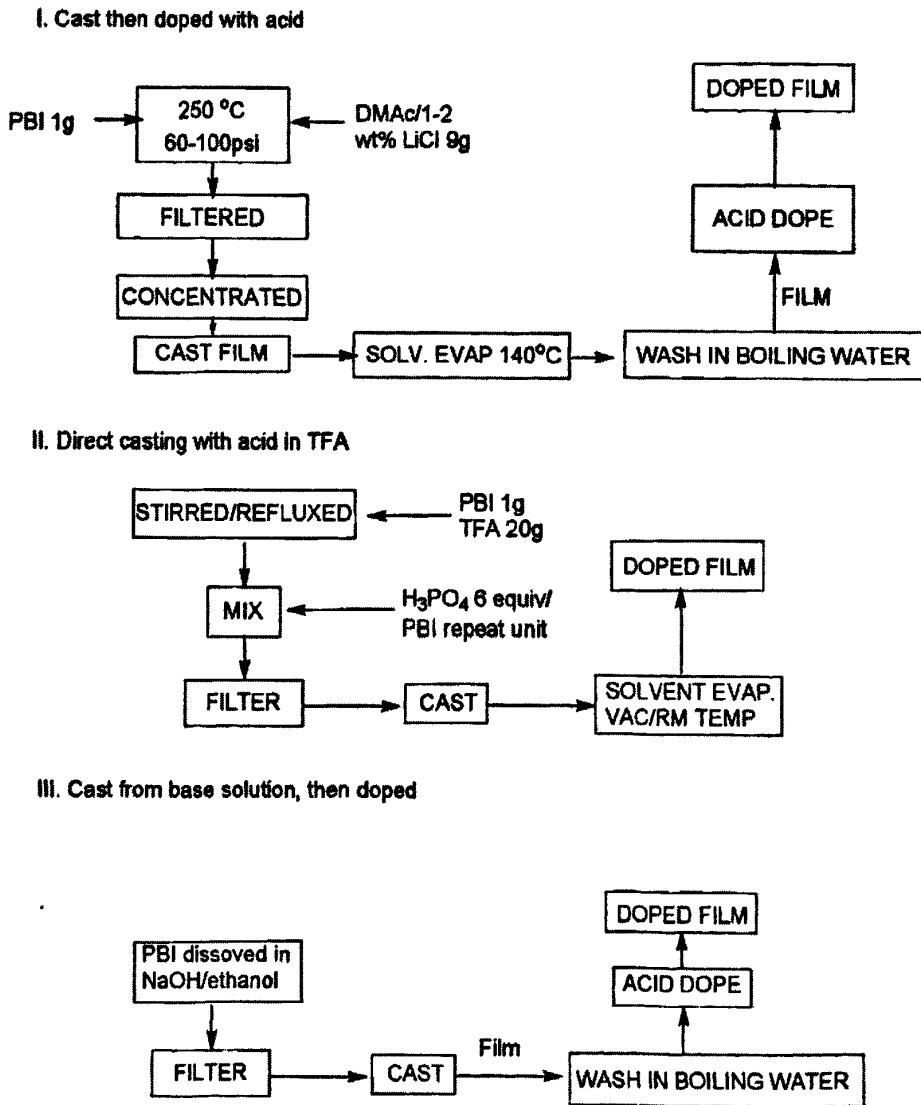 I. Cast then doped with acid
PBI 1g
250 °C
60-100psi
DMAc/1-2
wt% LiCl 9g
FILTERED
CONCENTRATED
CAST FILM
SOLV. EVAP 140°C
WASH IN BOILING WATER
FILM
ACID DOPE
DOPED FILM
II. Direct casting with acid in TFA
STIRRED/REFLUXED
PBI 1g
TFA 20g
MIX
H₃PO₄ 6 equiv/
PBI repeat unit
FILTER
CAST
SOLVENT EVAP.
VAC/RM TEMP
DOPED FILM
III. Cast from base solution, then doped
PBI dissoved in
NaOH/ethanol
FILTER
CAST
Film
WASH IN BOILING WATER
ACID DOPE
DOPED FILM